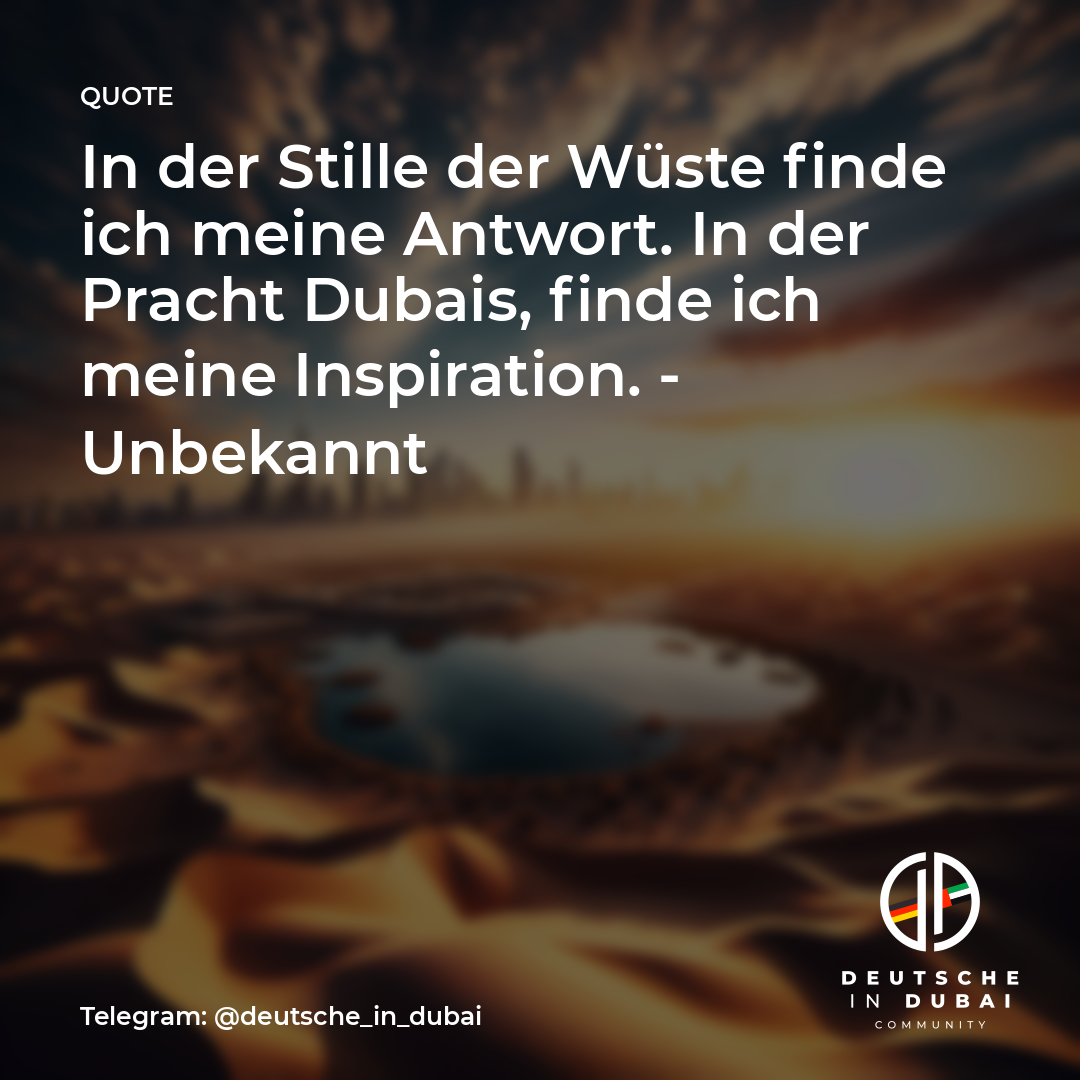 QUOTE
In der Stille der Wüste finde
ich meine Antwort. In der
Pracht Dubais, finde ich
meine Inspiration. -
Unbekannt
Telegram: @deutsche_in_dubai
DEUTSCHE
IN DUBAI
COMMUNITY